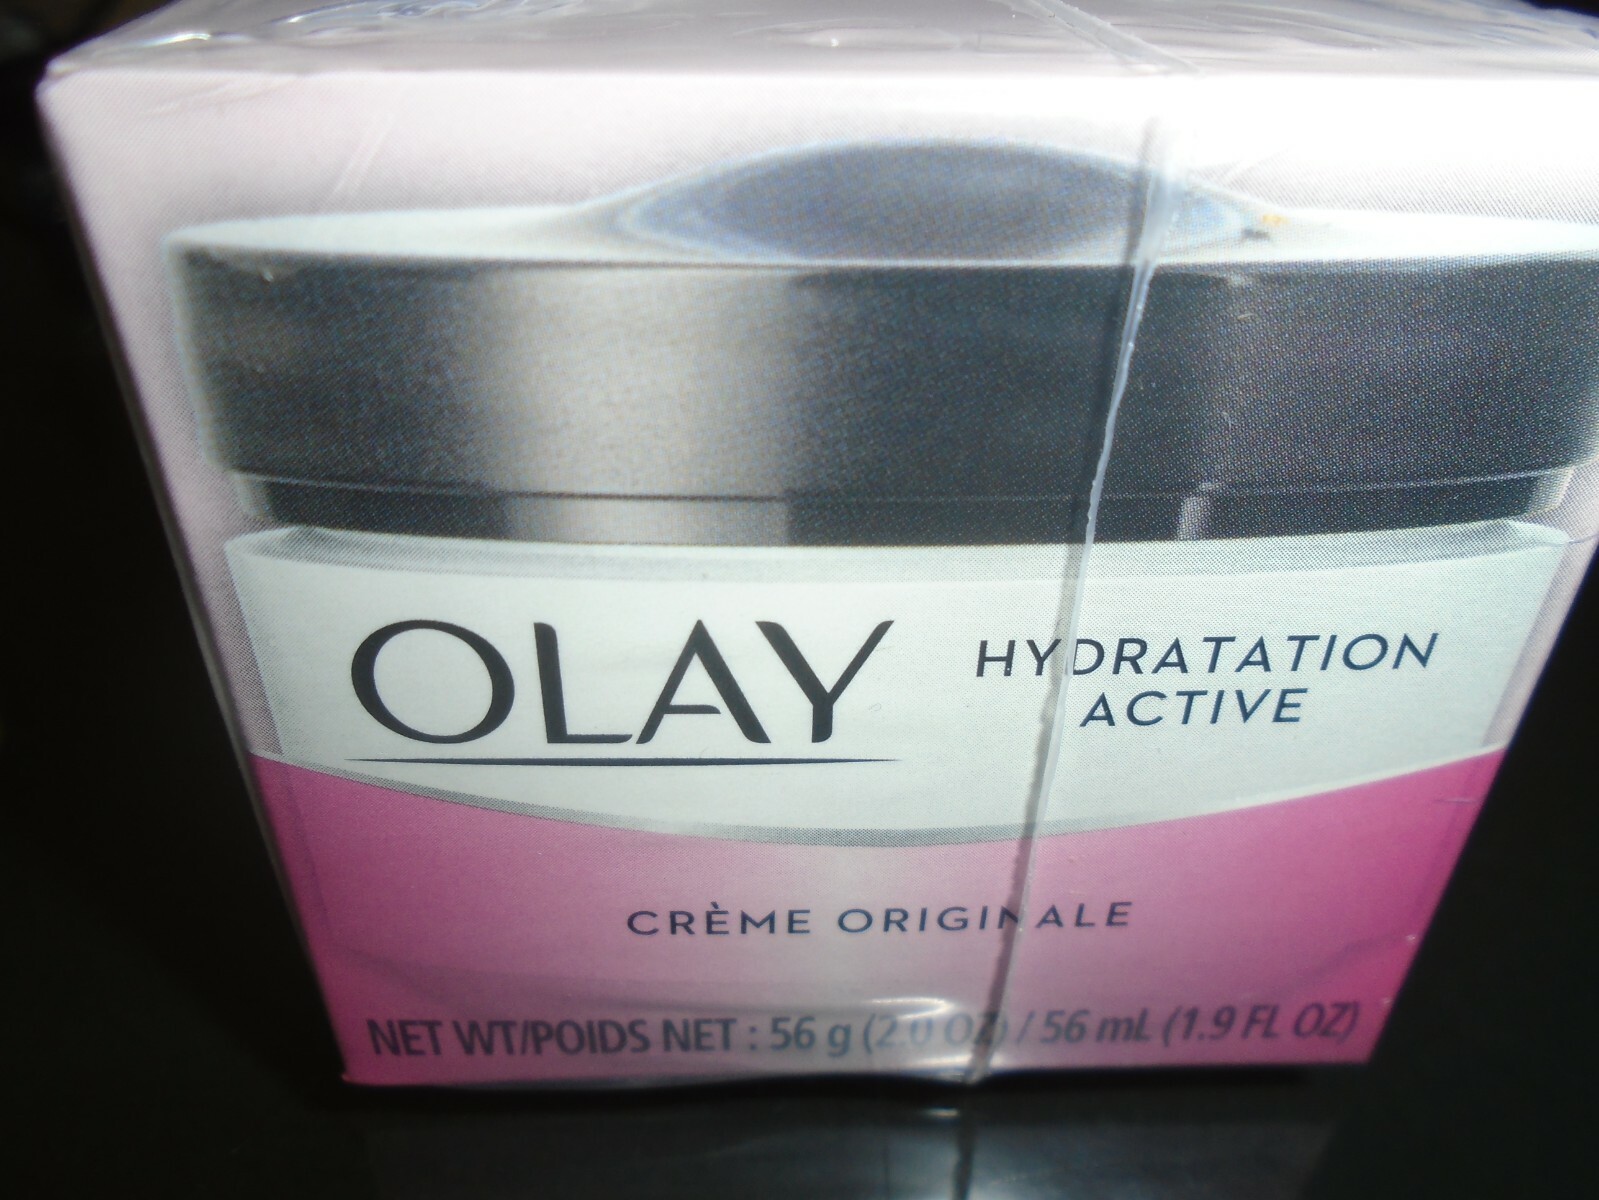 OLAY
HYDRATATION
ACTIVE
CRÈME ORIGINALE
NET WT/POIDS NET : 56 g (2.0 OZ) / 56 mL (1.9 FL OZ)